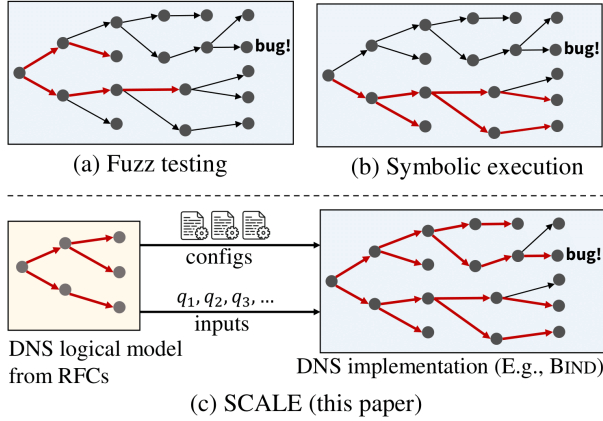 bug!
(a) Fuzz testing
bug!
(b) Symbolic execution
configs
q₁, q₂, q₃, ...
inputs
DNS logical model
from RFCs
bug!
DNS implementation (E.g., BIND)
(c) SCALE (this paper)